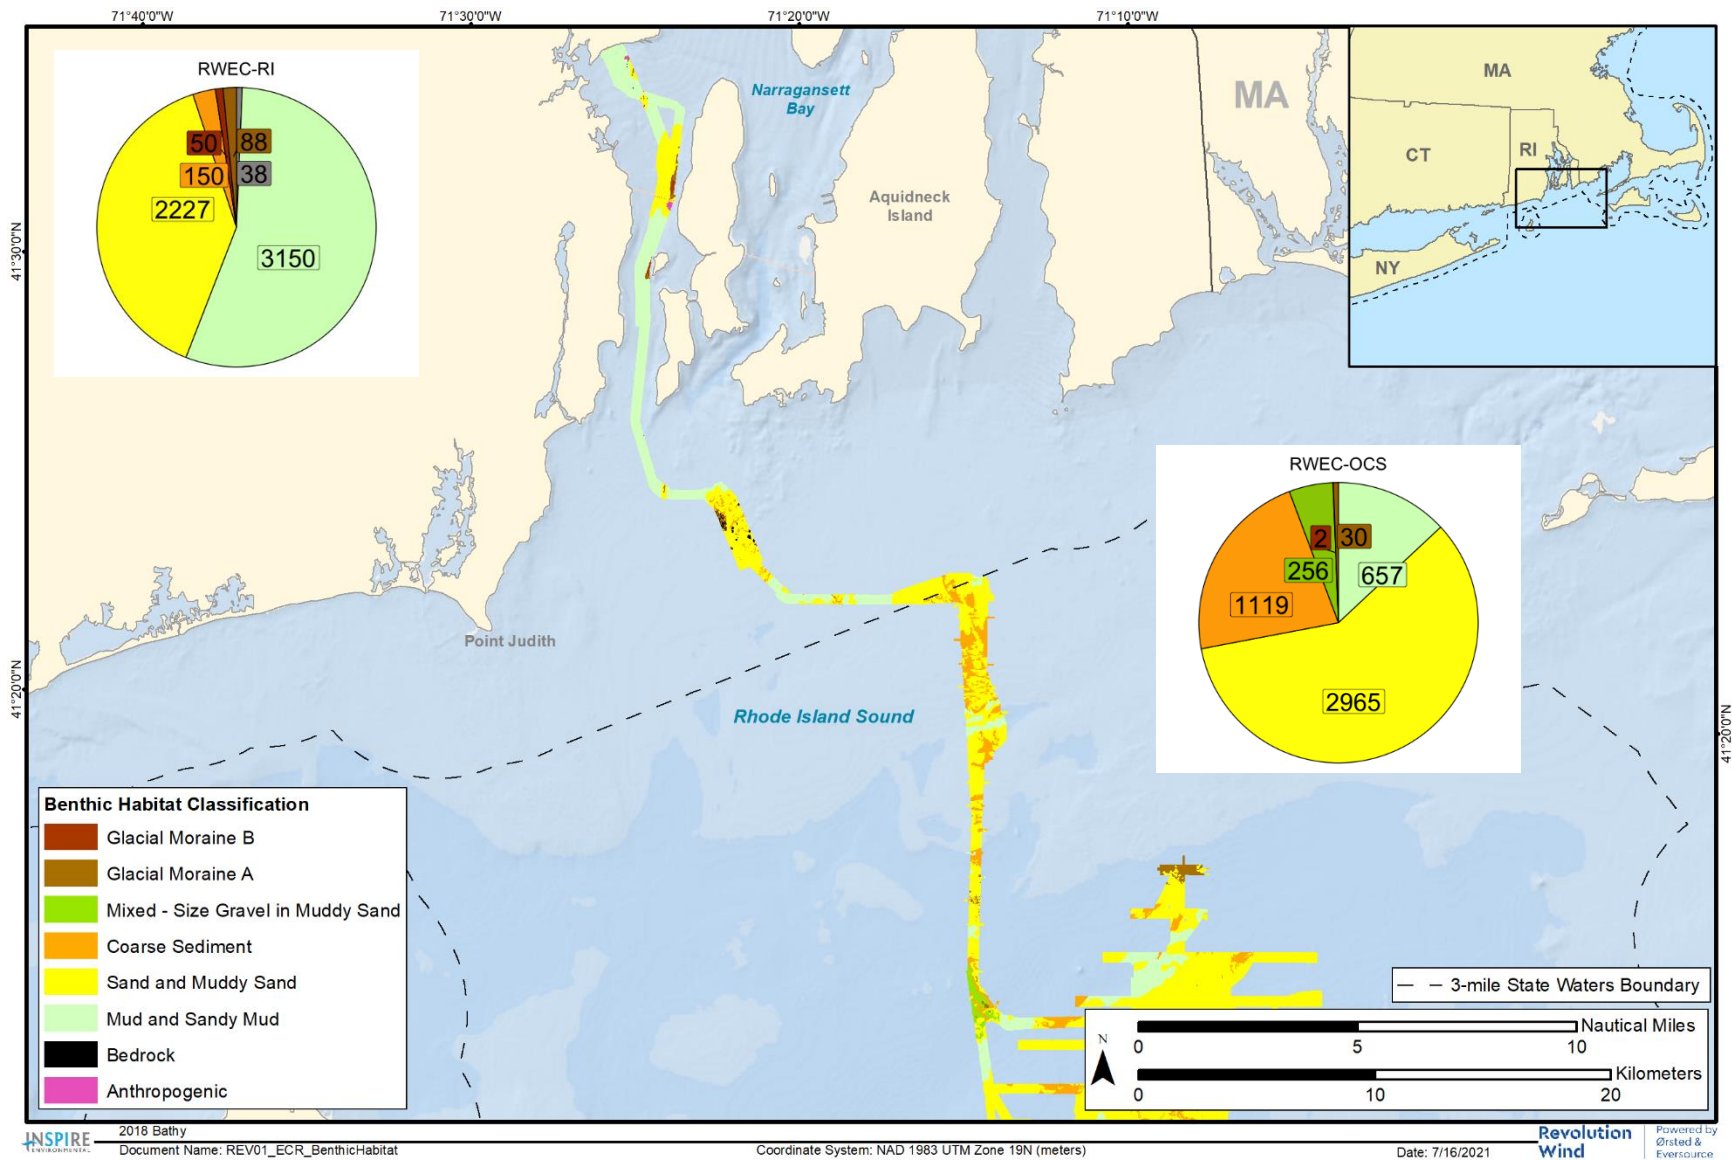 71°40'0"W
71°30'0"W
71°20'0"W
71°10'0"W
RWEC-RI
50
88
150
38
2227
3150
Narragansett
Bay
MA
Aquidneck
Island
MA
CT
RI
NY
41°30'0"N
41°20'0"N
Point Judith
Rhode Island Sound
RWEC-OCS
2
30
256
657
1119
2965
41°20'0"N
Benthic Habitat Classification
Glacial Moraine B
Glacial Moraine A
Mixed - Size Gravel in Muddy Sand
Coarse Sediment
Sand and Muddy Sand
Mud and Sandy Mud
Bedrock
Anthropogenic
3-mile State Waters Boundary
N
Nautical Miles
0 5 10
Kilometers
0 10 20
INSPIRE
ENVIRONMENTAL
2018 Bathy
Document Name: REV01_ECR_BenthicHabitat
Coordinate System: NAD 1983 UTM Zone 19N (meters)
Date: 7/16/2021
Revolution
Wind
Powered by
Ørsted &
Eversource